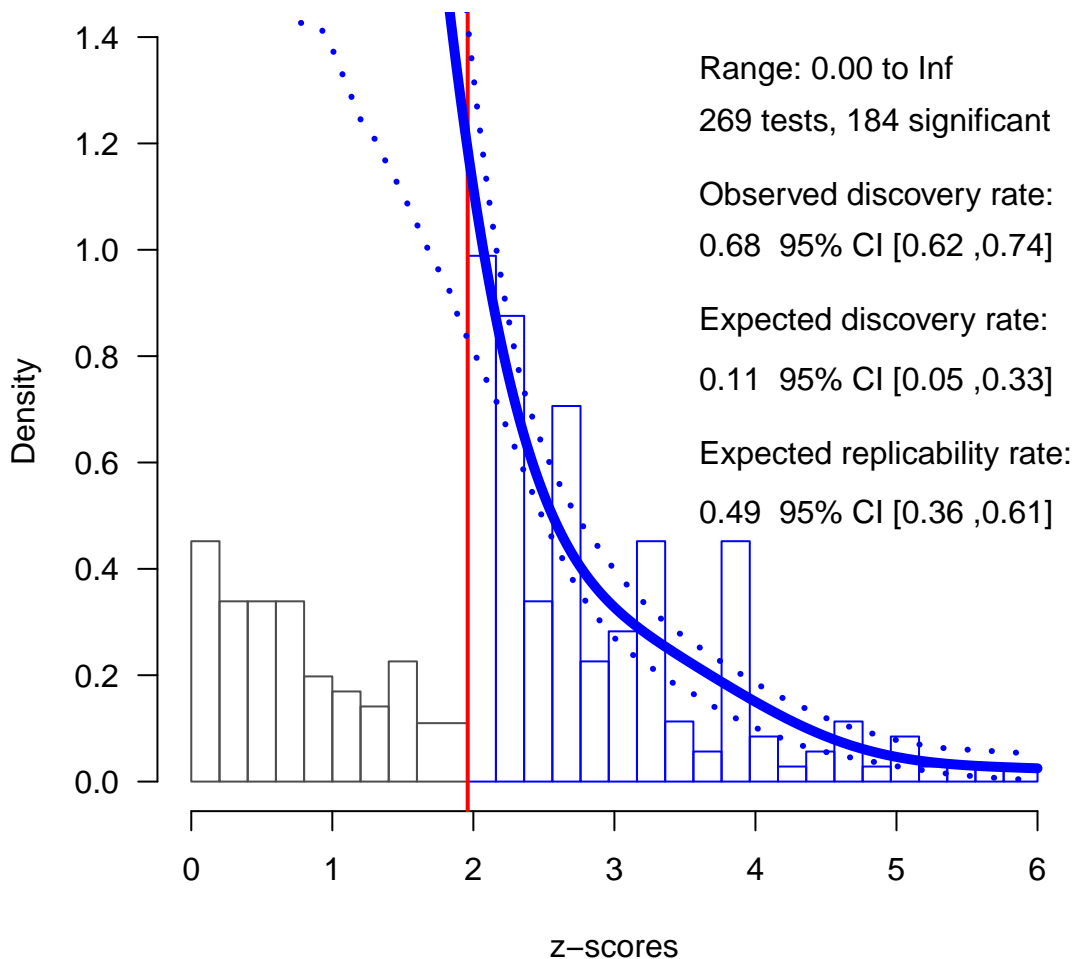 Range: 0.00 to Inf
269 tests, 184 significant
Observed discovery rate:
0.68 95% CI [0.62 ,0.74]
Expected discovery rate:
0.11 95% CI [0.05 ,0.33]
Expected replicability rate:
0.49 95% CI [0.36 ,0.61]
Density
1.4
1.2
1.0
0.8
0.6
0.4
0.2
0.0
0 1 2 3 4 5 6
z−scores